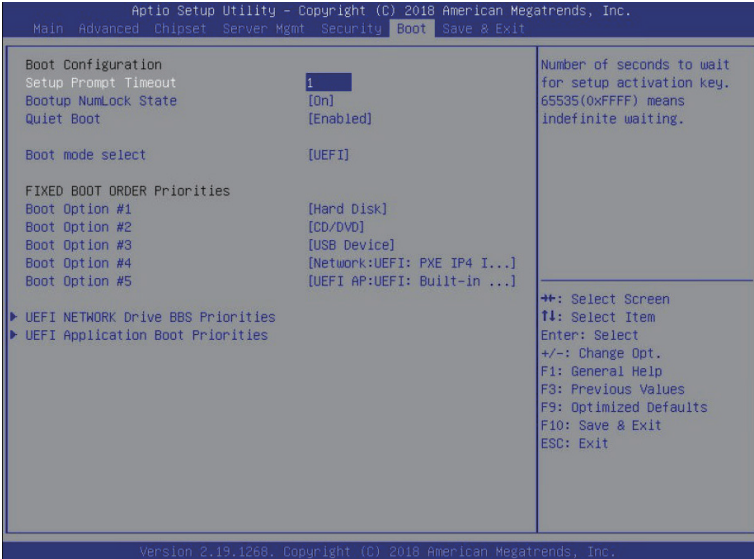 Aptio Setup Utility – Copyright (C) 2018 American Megatrends, Inc.
Main Advanced Chipset Server Mgmt Security Boot Save & Exit
Boot Configuration
Setup Prompt Timeout 1
Bootup NumLock State [On]
Quiet Boot [Enabled]
Boot mode select [UEFI]
FIXED BOOT ORDER Priorities
Boot Option #1 [Hard Disk]
Boot Option #2 [CD/DVD]
Boot Option #3 [USB Device]
Boot Option #4 [Network:UEFI: PXE IP4 I...]
Boot Option #5 [UEFI AP:UEFI: Built-in ...]
▶ UEFI NETWORK Drive BBS Priorities
▶ UEFI Application Boot Priorities
Number of seconds to wait
for setup activation key.
65535(0xFFFF) means
indefinite waiting.
→←: Select Screen
↑↓: Select Item
Enter: Select
+/-: Change Opt.
F1: General Help
F3: Previous Values
F9: Optimized Defaults
F10: Save & Exit
ESC: Exit
Version 2.19.1268. Copyright (C) 2018 American Megatrends, Inc.